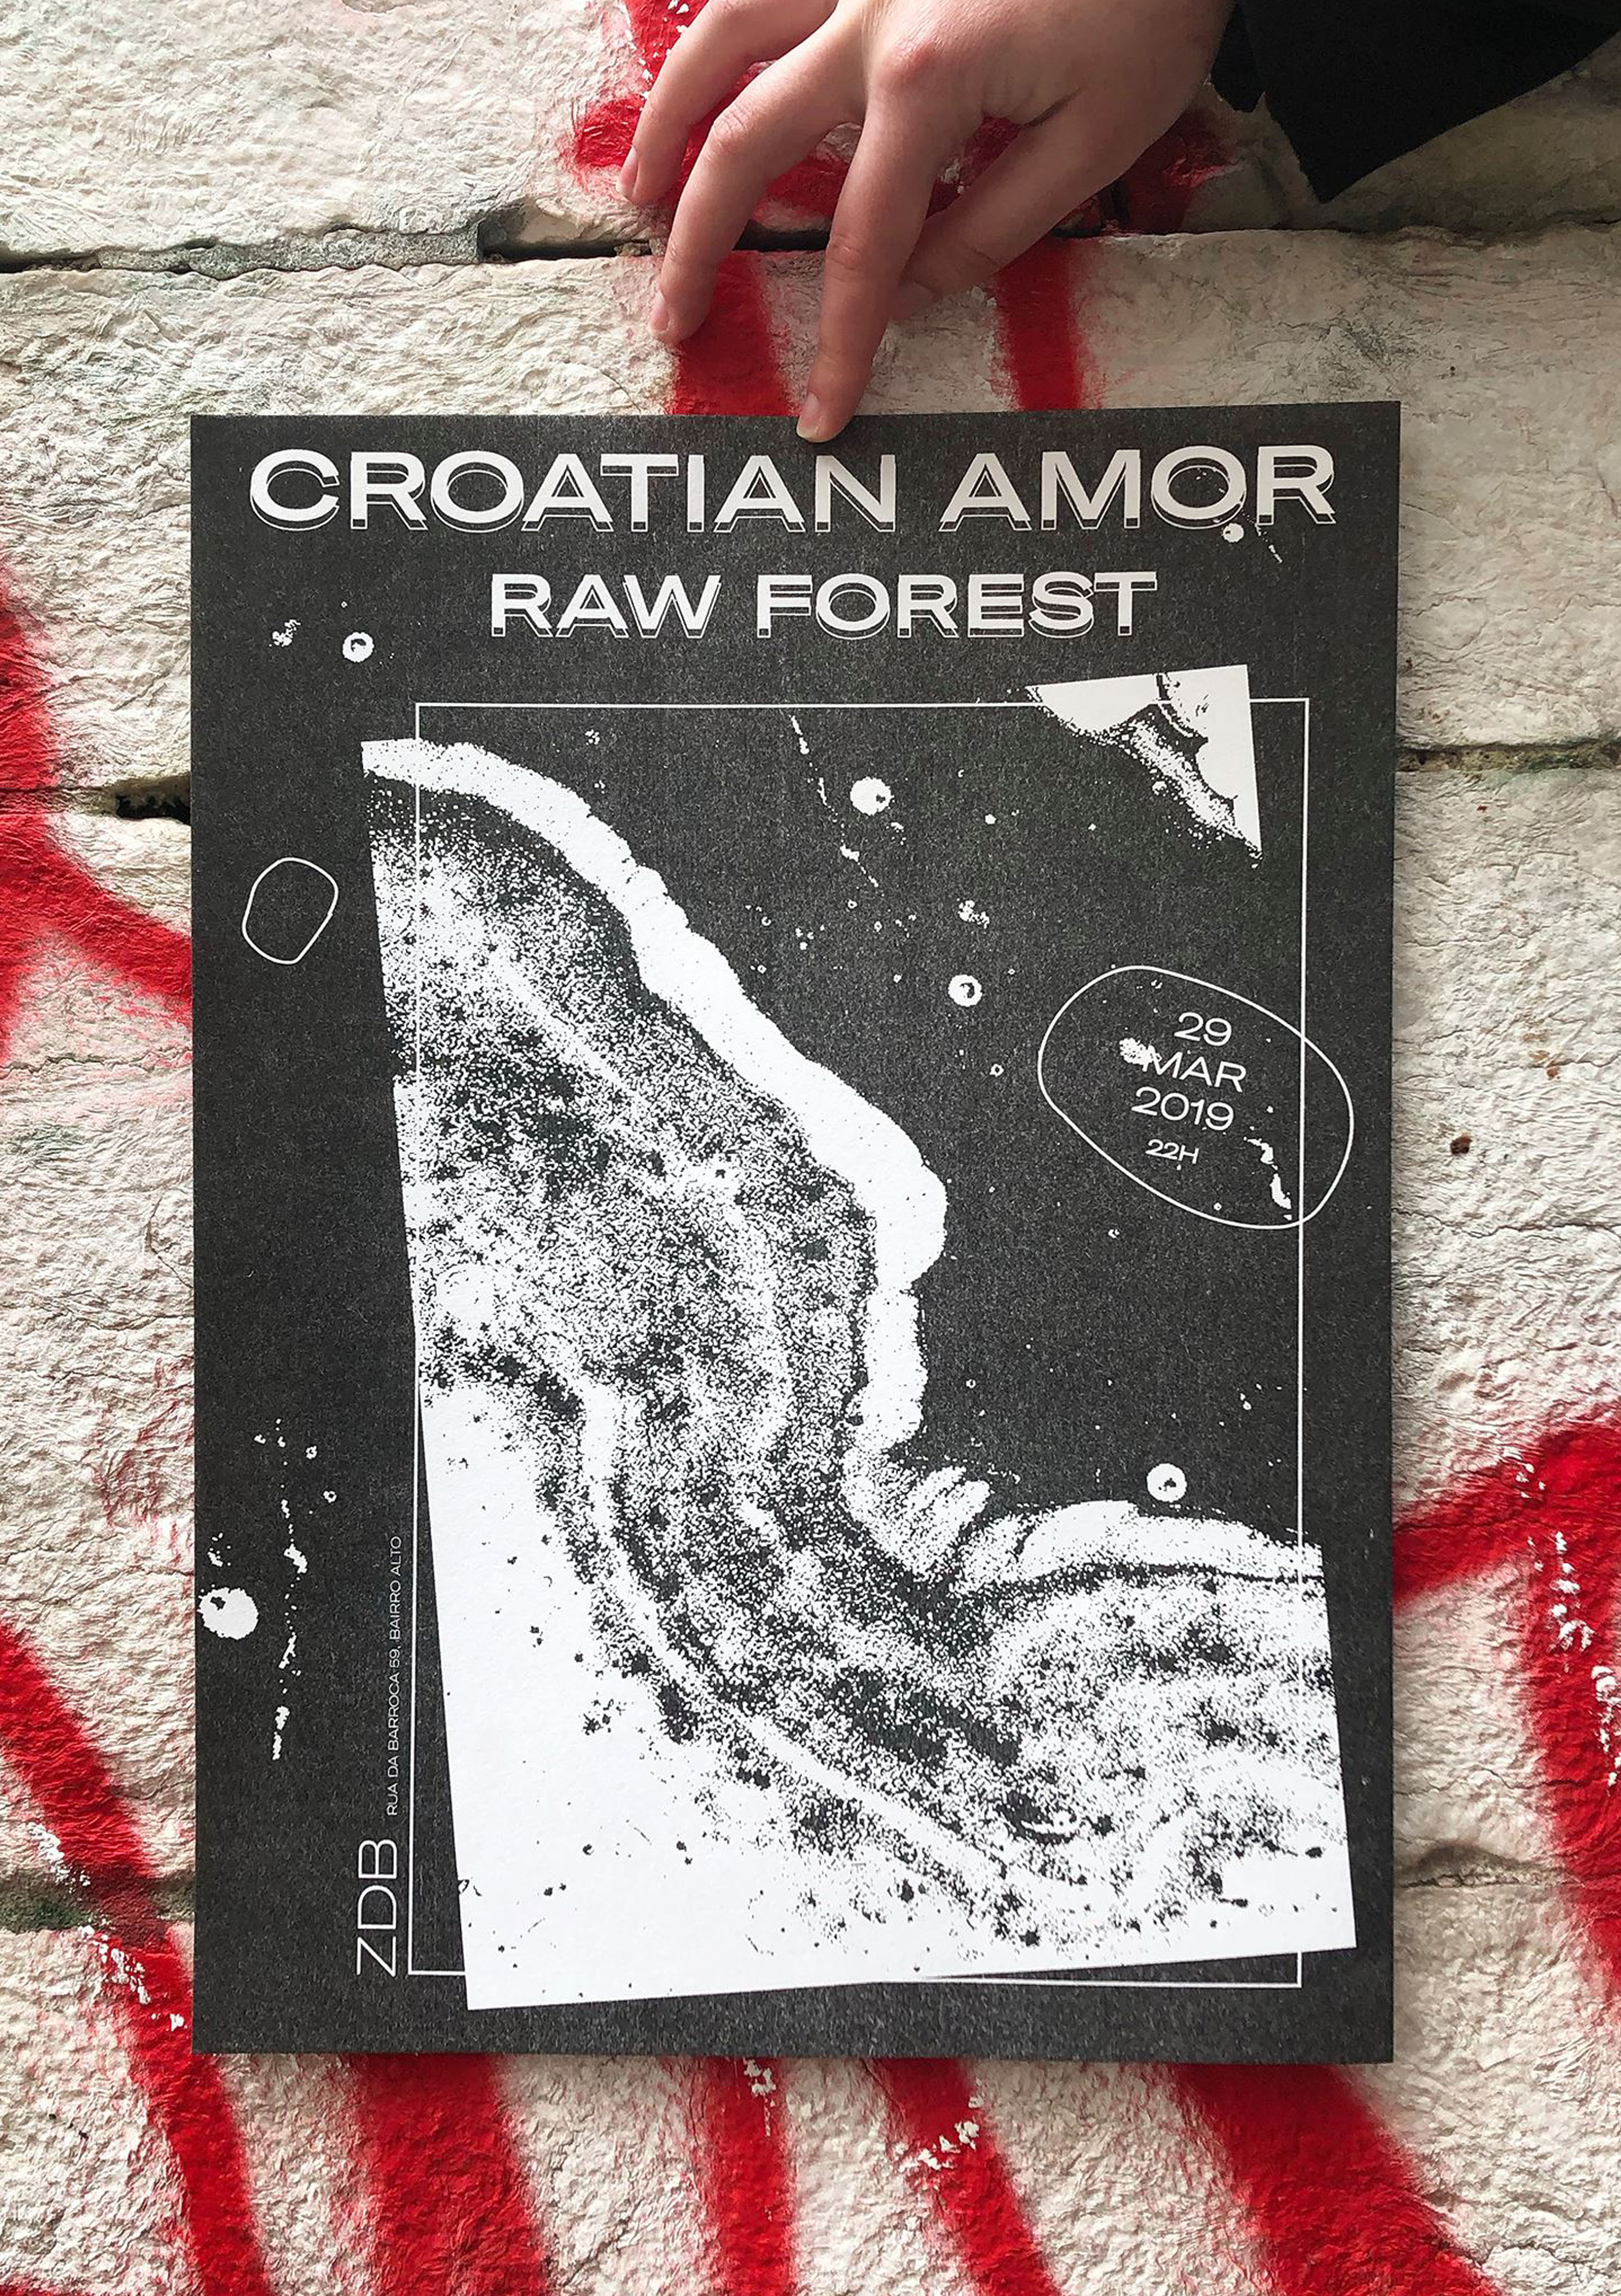 CROATIAN AMOR
RAW FOREST
29
MAR
2019
22H
ZDB RUA DA BARROCA 59, BAIRRO ALTO